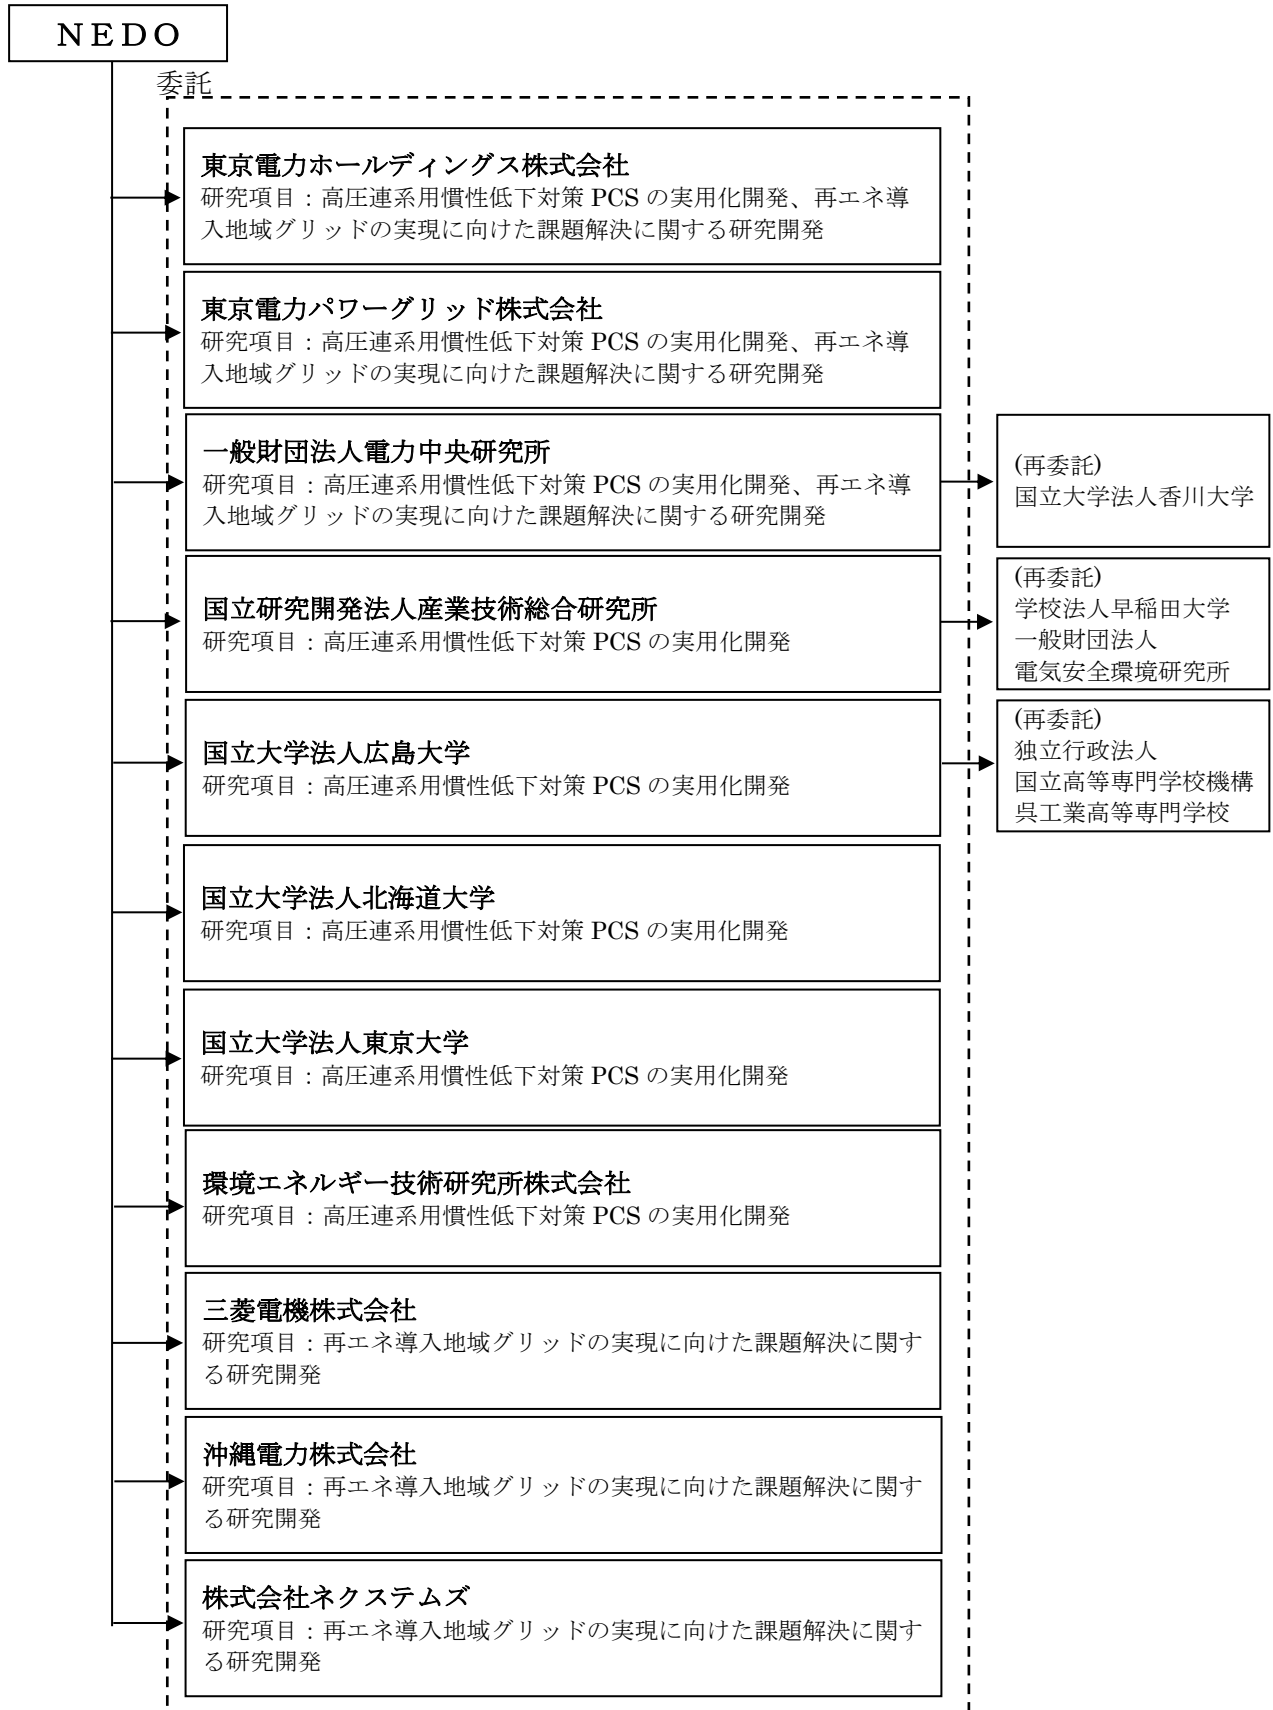 NEDO
委託
東京電力ホールディングス株式会社
研究項目：高圧連系用慣性低下対策 PCS の実用化開発、再エネ導
入地域グリッドの実現に向けた課題解決に関する研究開発
東京電力パワーグリッド株式会社
研究項目：高圧連系用慣性低下対策 PCS の実用化開発、再エネ導
入地域グリッドの実現に向けた課題解決に関する研究開発
一般財団法人電力中央研究所
研究項目：高圧連系用慣性低下対策 PCS の実用化開発、再エネ導
入地域グリッドの実現に向けた課題解決に関する研究開発
(再委託)
国立大学法人香川大学
国立研究開発法人産業技術総合研究所
研究項目：高圧連系用慣性低下対策 PCS の実用化開発
(再委託)
学校法人早稲田大学
一般財団法人
電気安全環境研究所
国立大学法人広島大学
研究項目：高圧連系用慣性低下対策 PCS の実用化開発
(再委託)
独立行政法人
国立高等専門学校機構
呉工業高等専門学校
国立大学法人北海道大学
研究項目：高圧連系用慣性低下対策 PCS の実用化開発
国立大学法人東京大学
研究項目：高圧連系用慣性低下対策 PCS の実用化開発
環境エネルギー技術研究所株式会社
研究項目：高圧連系用慣性低下対策 PCS の実用化開発
三菱電機株式会社
研究項目：再エネ導入地域グリッドの実現に向けた課題解決に関す
る研究開発
沖縄電力株式会社
研究項目：再エネ導入地域グリッドの実現に向けた課題解決に関す
る研究開発
株式会社ネクステムズ
研究項目：再エネ導入地域グリッドの実現に向けた課題解決に関す
る研究開発